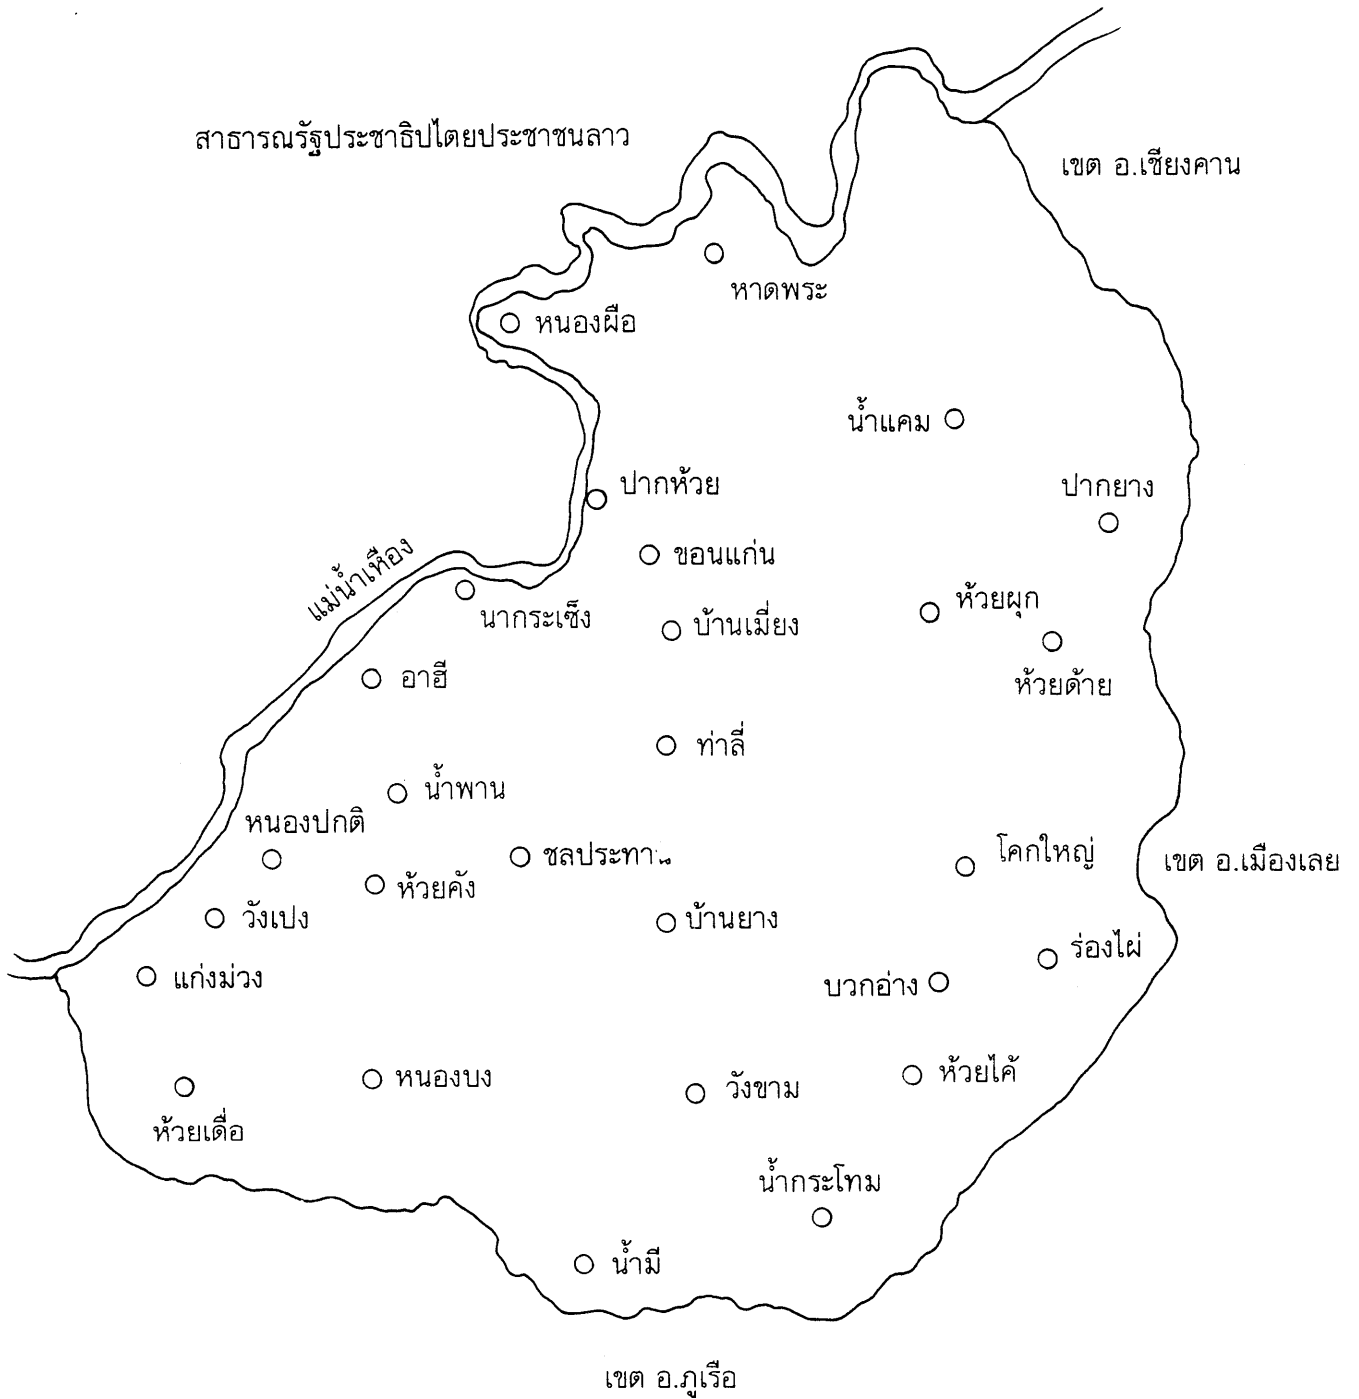 สาธารณรัฐประชาธิปไตยประชาชนลาว
เขต อ.เชียงคาน
หาดพระ
หนองผือ
น้ำแคม
ปากห้วย
ปากยาง
ขอนแก่น
แม่น้ำเหือง
ห้วยผุก
นากระเซ็ง
บ้านเมี่ยง
อาฮี
ห้วยด้าย
ท่าลี่
น้ำพาน
หนองปกติ
ชลประทาน
โคกใหญ่
เขต อ.เมืองเลย
ห้วยคัง
วังเปง
บ้านยาง
ร่องไผ่
แก่งม่วง
บวกอ่าง
ห้วยไค้
หนองบง
วังขาม
ห้วยเดื่อ
น้ำกระโทม
น้ำมี
เขต อ.ภูเรือ